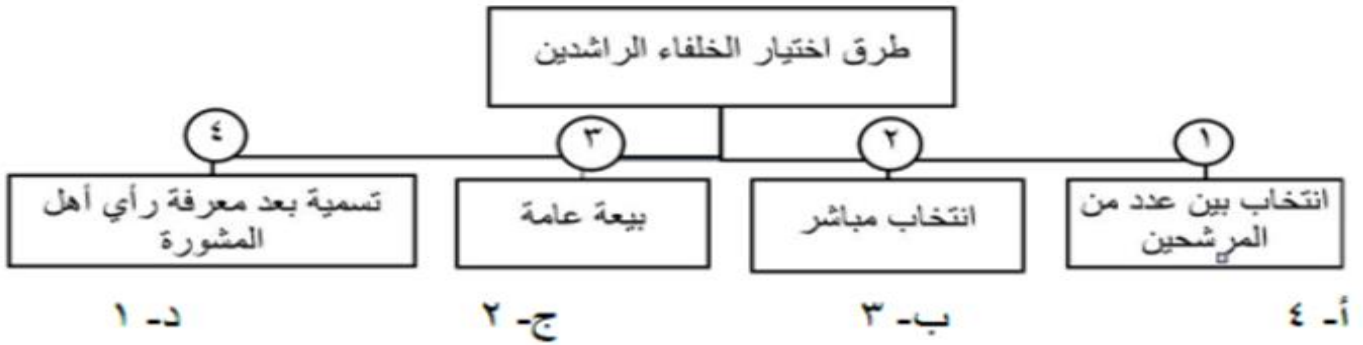 طرق اختيار الخلفاء الراشدين
١
٢
٣
٤
انتخاب بين عدد من
المرشحين
انتخاب مباشر
بيعة عامة
تسمية بعد معرفة رأي أهل
المشورة
أ- ٤
ب- ٣
ج- ٢
د- ١